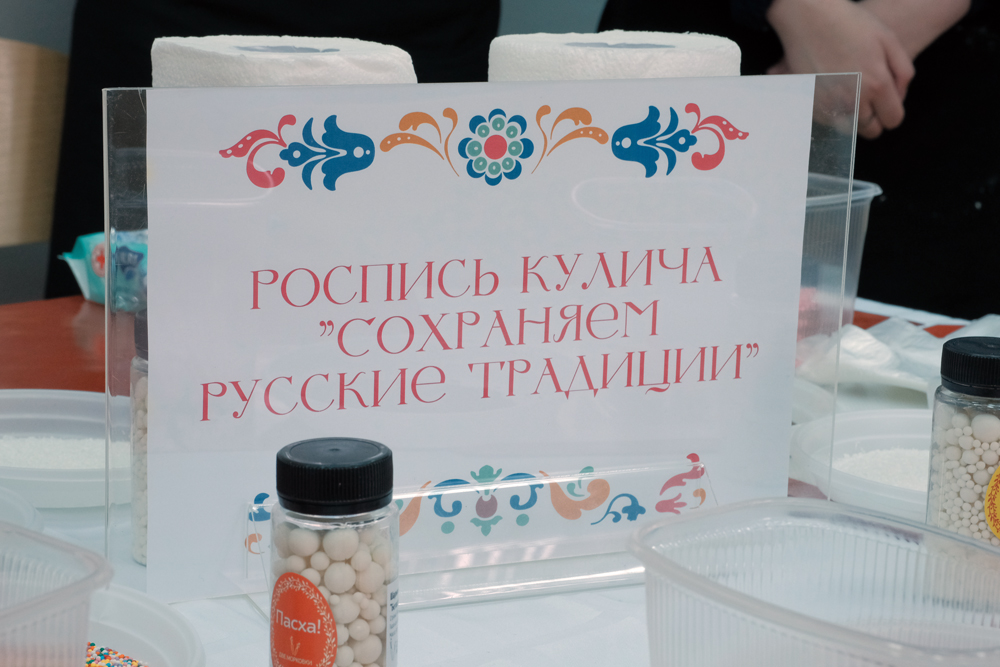 РОСПИСЬ КУЛИЧА
"СОХРАНЯЕМ
РУССКИЕ ТРАДИЦИИ"
Пасха!